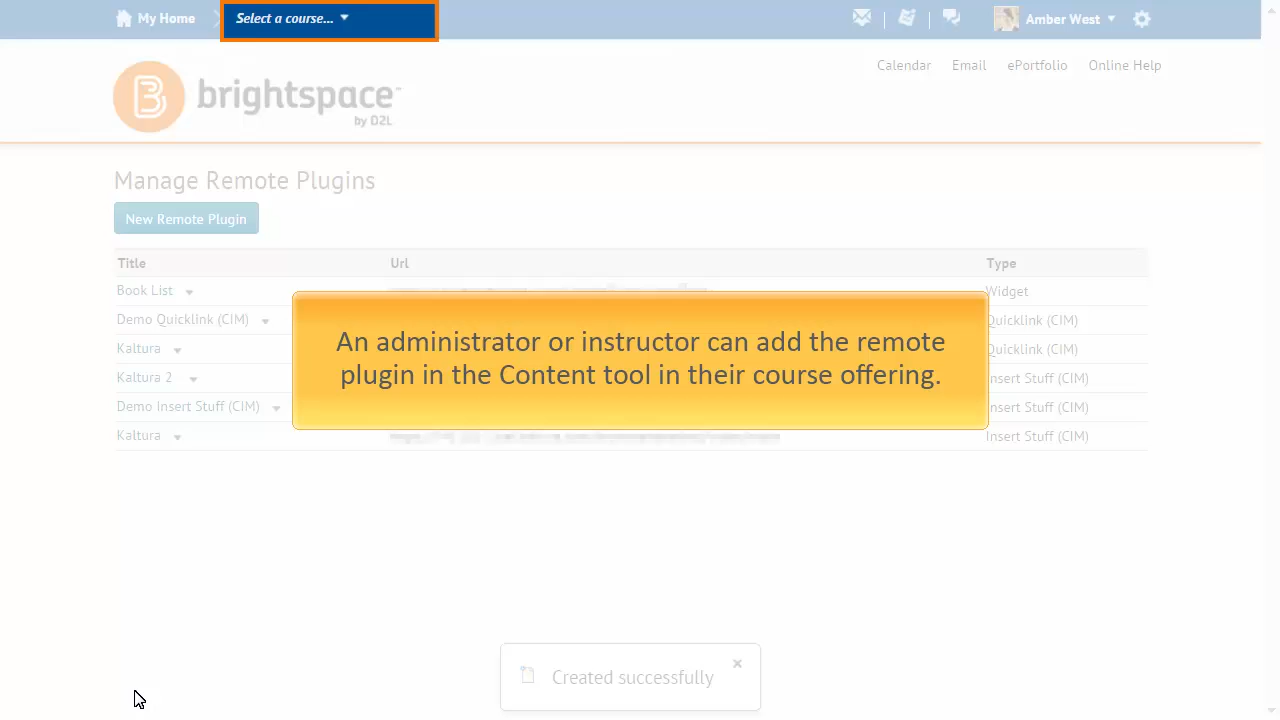 My Home
Select a course...
Amber West
Calendar Email ePortfolio Online Help
brightspace
by D2L
Manage Remote Plugins
New Remote Plugin
Title Url Type
Book List Widget
Demo Quicklink (CIM) Quicklink (CIM)
Kaltura Quicklink (CIM)
Kaltura 2 Insert Stuff (CIM)
Demo Insert Stuff (CIM) Insert Stuff (CIM)
Kaltura Insert Stuff (CIM)
An administrator or instructor can add the remote
plugin in the Content tool in their course offering.
Created successfully